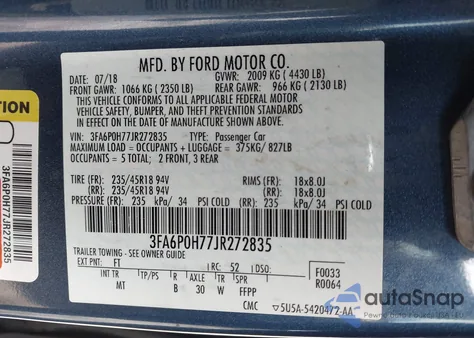 MFD. BY FORD MOTOR CO.
07/18 GVWR: 2009 KG ( 4430 LB)
FRONT GAWR: 1066 KG ( 2350 LB) REAR GAWR: 966 KG ( 2130 LB)
THIS VEHICLE CONFORMS TO ALL APPLICABLE FEDERAL MOTOR
VEHICLE SAFETY, BUMPER, AND THEFT PREVENTION STANDARDS
IN EFFECT ON THE DATE OF MANUFACTURE SHOWN ABOVE.
VIN: 3FA6P0H77JR272835 TYPE: Passenger Car
MAXIMUM LOAD = OCCUPANTS + LUGGAGE = 375KG/ 827LB
OCCUPANTS = 5 TOTAL; 2 FRONT, 3 REAR
TIRE (FR): 235/45R18 94V RIMS (FR): 18x8.0J
(RR): 235/45R18 94V (RR): 18x8.0J
PRESSURE (FR): 235 kPa/ 34 PSI COLD (RR): 235 kPa/ 34 PSI COLD
3FA6P0H77JR272835
TRAILER TOWING - SEE OWNER GUIDE
EXT PNT: FT RC: 52 DSO: F0033
INT TR TP/PS R AXLE TR SPR R0064
MT B 30 W FFPP
CMC 5U5A-5420472-AA
TION
3FA6P0H77JR272835
autoSnap
Powered by AutoBidCar